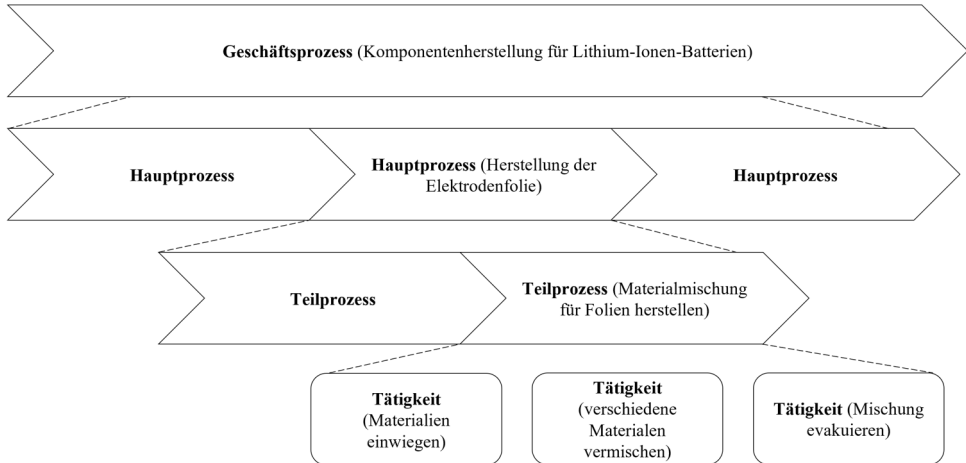 Geschäftsprozess (Komponentenherstellung für Lithium-Ionen-Batterien)
Hauptprozess
Hauptprozess (Herstellung der
Elektrodenfolie)
Hauptprozess
Teilprozess
Teilprozess (Materialmischung
für Folien herstellen)
Tätigkeit
(Materialien
einwiegen)
Tätigkeit
(verschiedene
Materialen
vermischen)
Tätigkeit (Mischung
evakuieren)